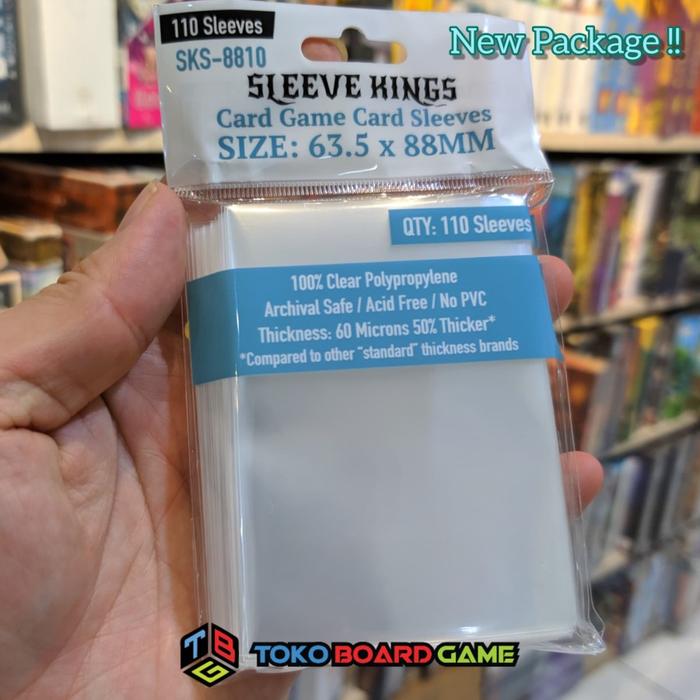 110 Sleeves
SKS-8810
New Package !!
SLEEVE KINGS
Card Game Card Sleeves
SIZE: 63.5 x 88MM
QTY: 110 Sleeves
100% Clear Polypropylene
Archival Safe / Acid Free / No PVC
Thickness: 60 Microns 50% Thicker*
*Compared to other "standard" thickness brands
TBG TOKO BOARD GAME